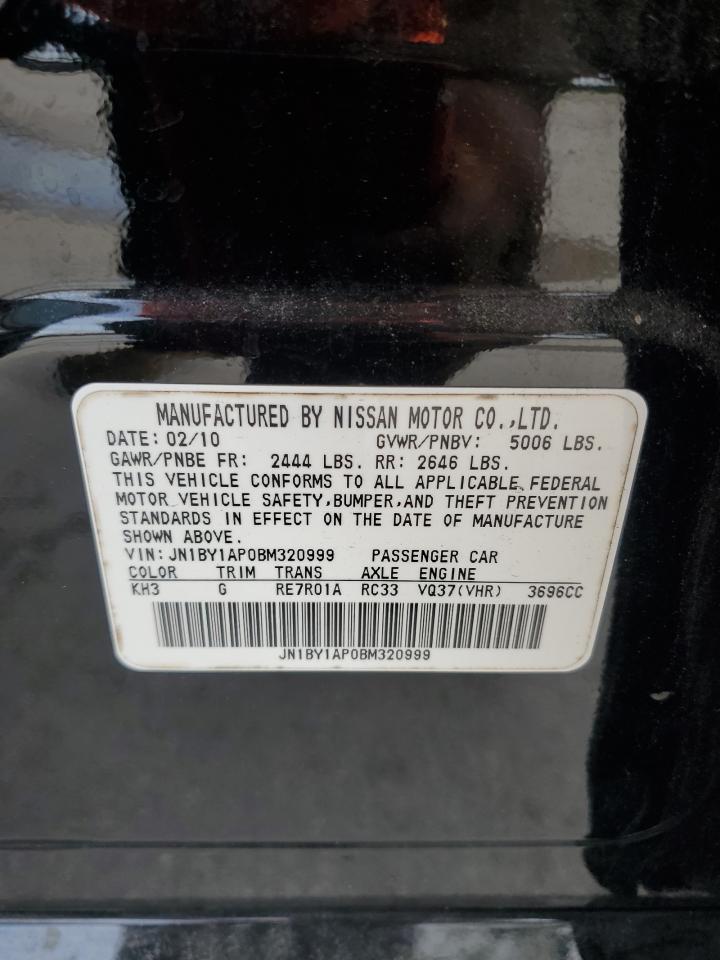 MANUFACTURED BY NISSAN MOTOR CO.,LTD.
DATE: 02/10 GVWR/PNBV: 5006 LBS.
GAWR/PNBE FR: 2444 LBS. RR: 2646 LBS.
THIS VEHICLE CONFORMS TO ALL APPLICABLE FEDERAL
MOTOR VEHICLE SAFETY, BUMPER, AND THEFT PREVENTION
STANDARDS IN EFFECT ON THE DATE OF MANUFACTURE
SHOWN ABOVE.
VIN: JN1BY1AP0BM320999 PASSENGER CAR
COLOR TRIM TRANS AXLE ENGINE
KH3 G RE7R01A RC33 VQ37(VHR) 3696CC
JN1BY1AP0BM320999